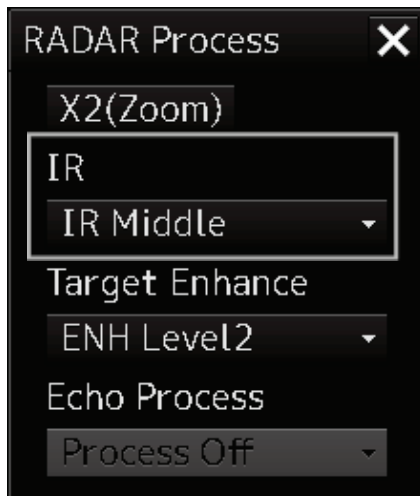 RADAR Process
X2(Zoom)
IR
IR Middle
Target Enhance
ENH Level2
Echo Process
Process Off